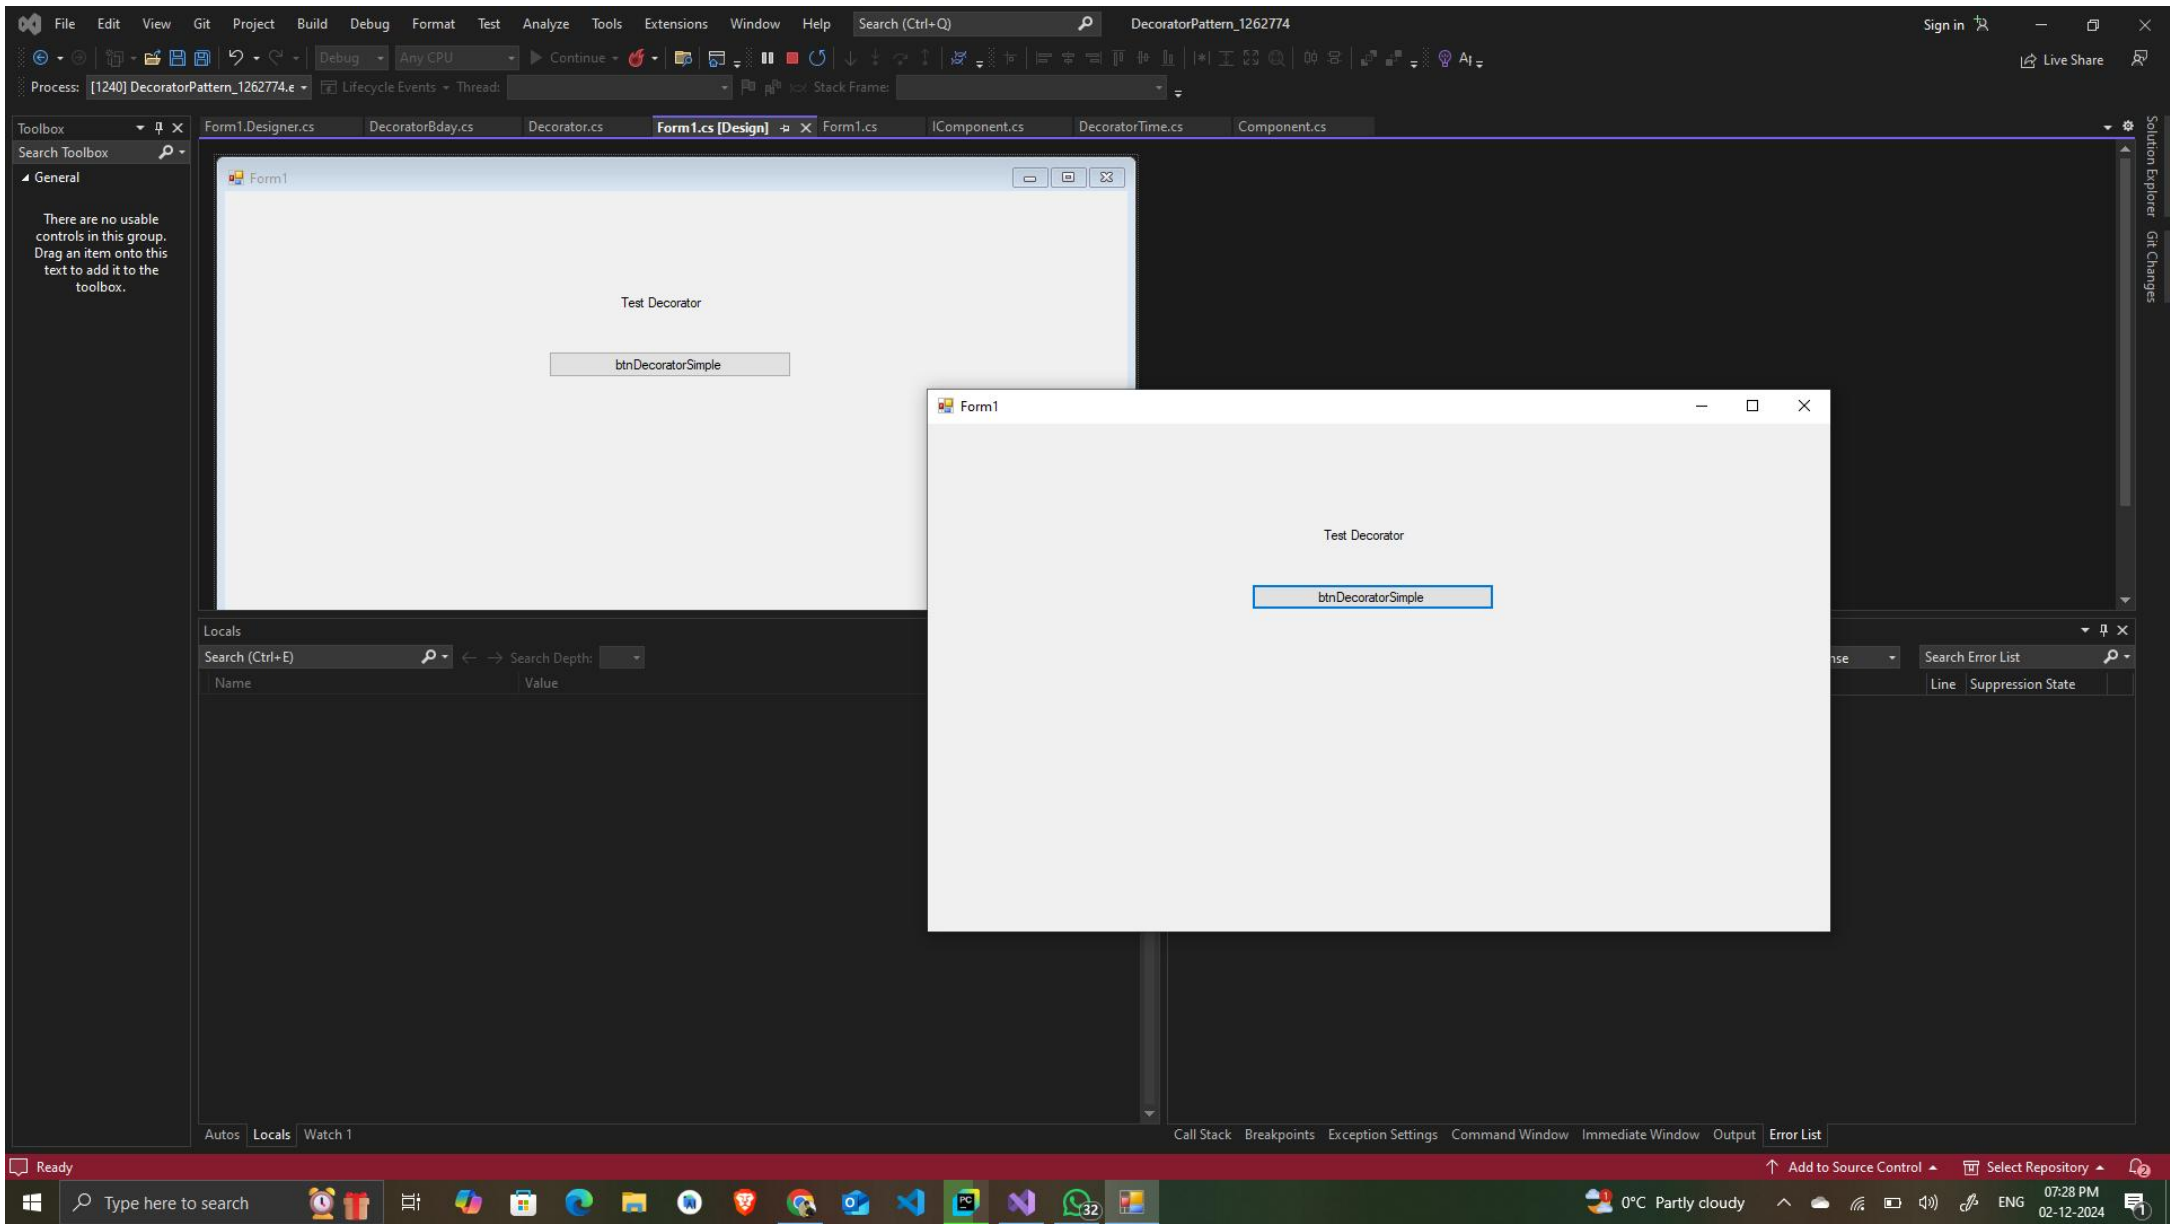 File Edit View Git Project Build Debug Format Test Analyze Tools Extensions Window Help Search (Ctrl+Q) DecoratorPattern_1262774 Sign in
Debug Any CPU Continue Live Share
Process: [1240] DecoratorPattern_1262774.e Lifecycle Events Thread: Stack Frame:
Toolbox
Form1.Designer.cs DecoratorBday.cs Decorator.cs Form1.cs [Design] Form1.cs IComponent.cs DecoratorTime.cs Component.cs
Search Toolbox
General
There are no usable
controls in this group.
Drag an item onto this
text to add it to the
toolbox.
Form1
Test Decorator
btnDecoratorSimple
Solution Explorer
Git Changes
Form1
Test Decorator
btnDecoratorSimple
Locals
Search (Ctrl+E) Search Depth:
Name Value
Search Error List
Line Suppression State
Autos Locals Watch 1
Call Stack Breakpoints Exception Settings Command Window Immediate Window Output Error List
Ready Add to Source Control Select Repository 2
Type here to search PC 32 1 0°C Partly cloudy ENG 07:28 PM
02-12-2024 1